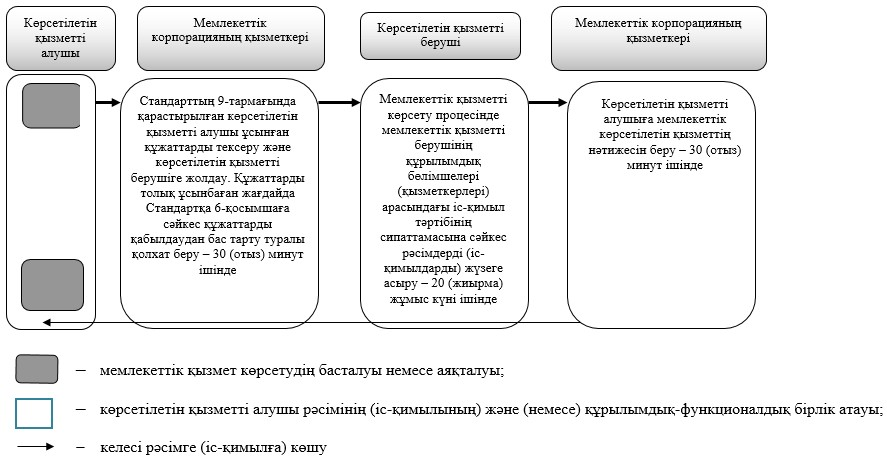 Көрсетілетін
қызметті
алушы
Мемлекеттік
корпорацияның қызметкері
Көрсетілетін қызметті
беруші
Мемлекеттік корпорацияның
қызметкері
Стандарттың 9-тармағында
қарастырылған көрсетілетін
қызметті алушы ұсынған
құжаттарды тексеру және
көрсетілетін қызметті
берушіге жолдау. Құжаттарды
толық ұсынбаған жағдайда
Стандартқа 6-қосымшаға
сәйкес құжаттарды
қабылдаудан бас тарту туралы
қолхат беру – 30 (отыз) минут
ішінде
Мемлекеттік қызметті
көрсету процесінде
мемлекеттік қызметті
берушінің
құрылымдық
бөлімшелері
(қызметкерлері)
арасындағы іс-қимыл
тәртібінің
сипаттамасына сәйкес
рәсімдерді (іс-
қимылдарды) жүзеге
асыру – 20 (жиырма)
жұмыс күні ішінде
Көрсетілетін қызметті
алушыға мемлекеттік
көрсетілетін қызметтің
нәтижесін беру – 30 (отыз)
минут ішінде
– мемлекеттік қызмет көрсетудің басталуы немесе аяқталуы;
– көрсетілетін қызметті алушы рәсімінің (іс-қимылының) және (немесе) құрылымдық-функционалдық бірлік атауы;
– келесі рәсімге (іс-қимылға) көшу